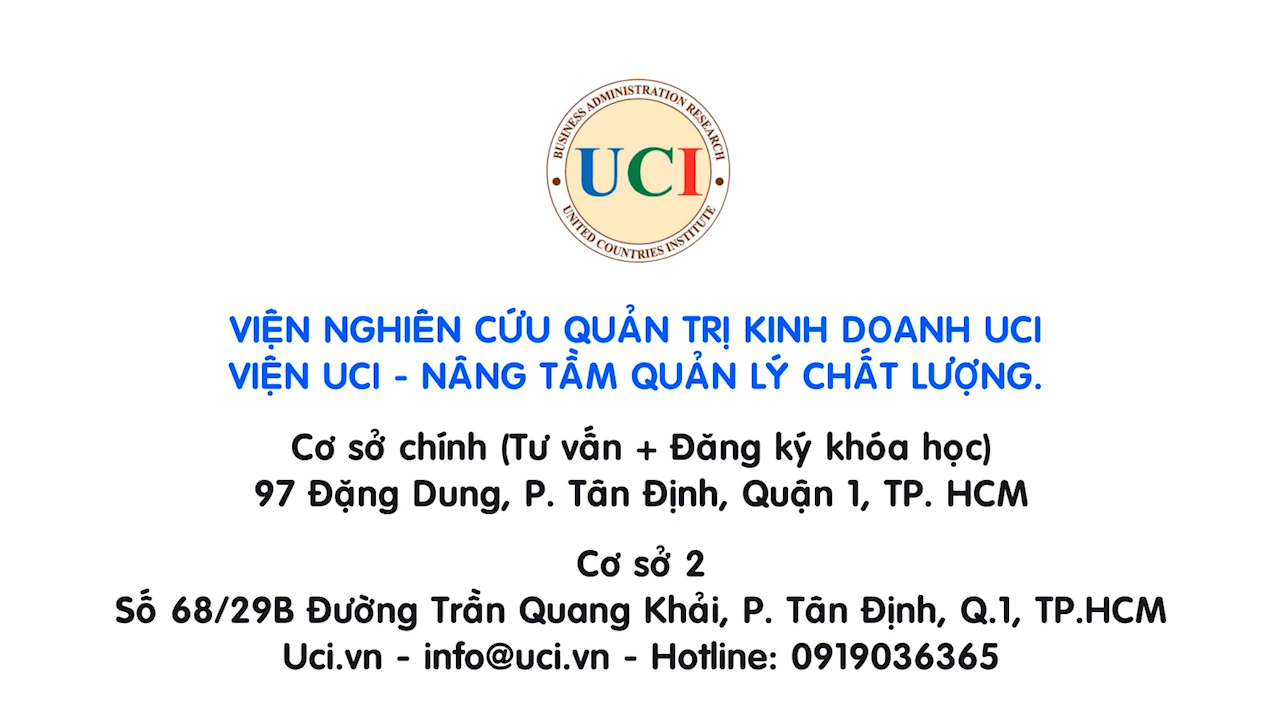 BUSINESS ADMINISTRATION RESEARCH
UCI
UNITED COUNTRIES INSTITUTE
VIỆN NGHIÊN CỨU QUẢN TRỊ KINH DOANH UCI
VIỆN UCI - NÂNG TẦM QUẢN LÝ CHẤT LƯỢNG.
Cơ sở chính (Tư vấn + Đăng ký khóa học)
97 Đặng Dung, P. Tân Định, Quận 1, TP. HCM
Cơ sở 2
Số 68/29B Đường Trần Quang Khải, P. Tân Định, Q.1, TP.HCM
Uci.vn - info@uci.vn - Hotline: 0919036365